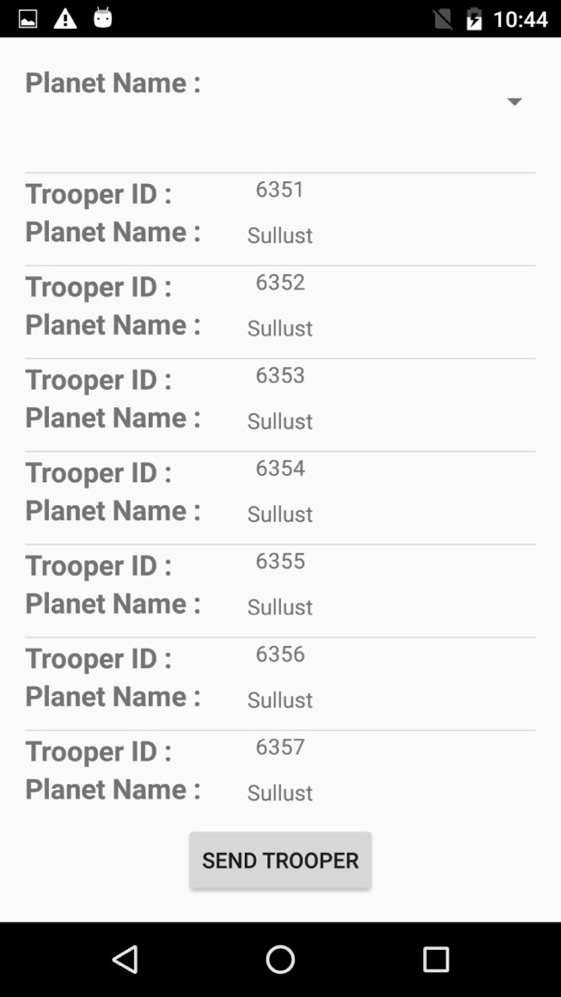 10:44
Planet Name :
Trooper ID : 6351
Planet Name : Sullust
Trooper ID : 6352
Planet Name : Sullust
Trooper ID : 6353
Planet Name : Sullust
Trooper ID : 6354
Planet Name : Sullust
Trooper ID : 6355
Planet Name : Sullust
Trooper ID : 6356
Planet Name : Sullust
Trooper ID : 6357
Planet Name : Sullust
SEND TROOPER